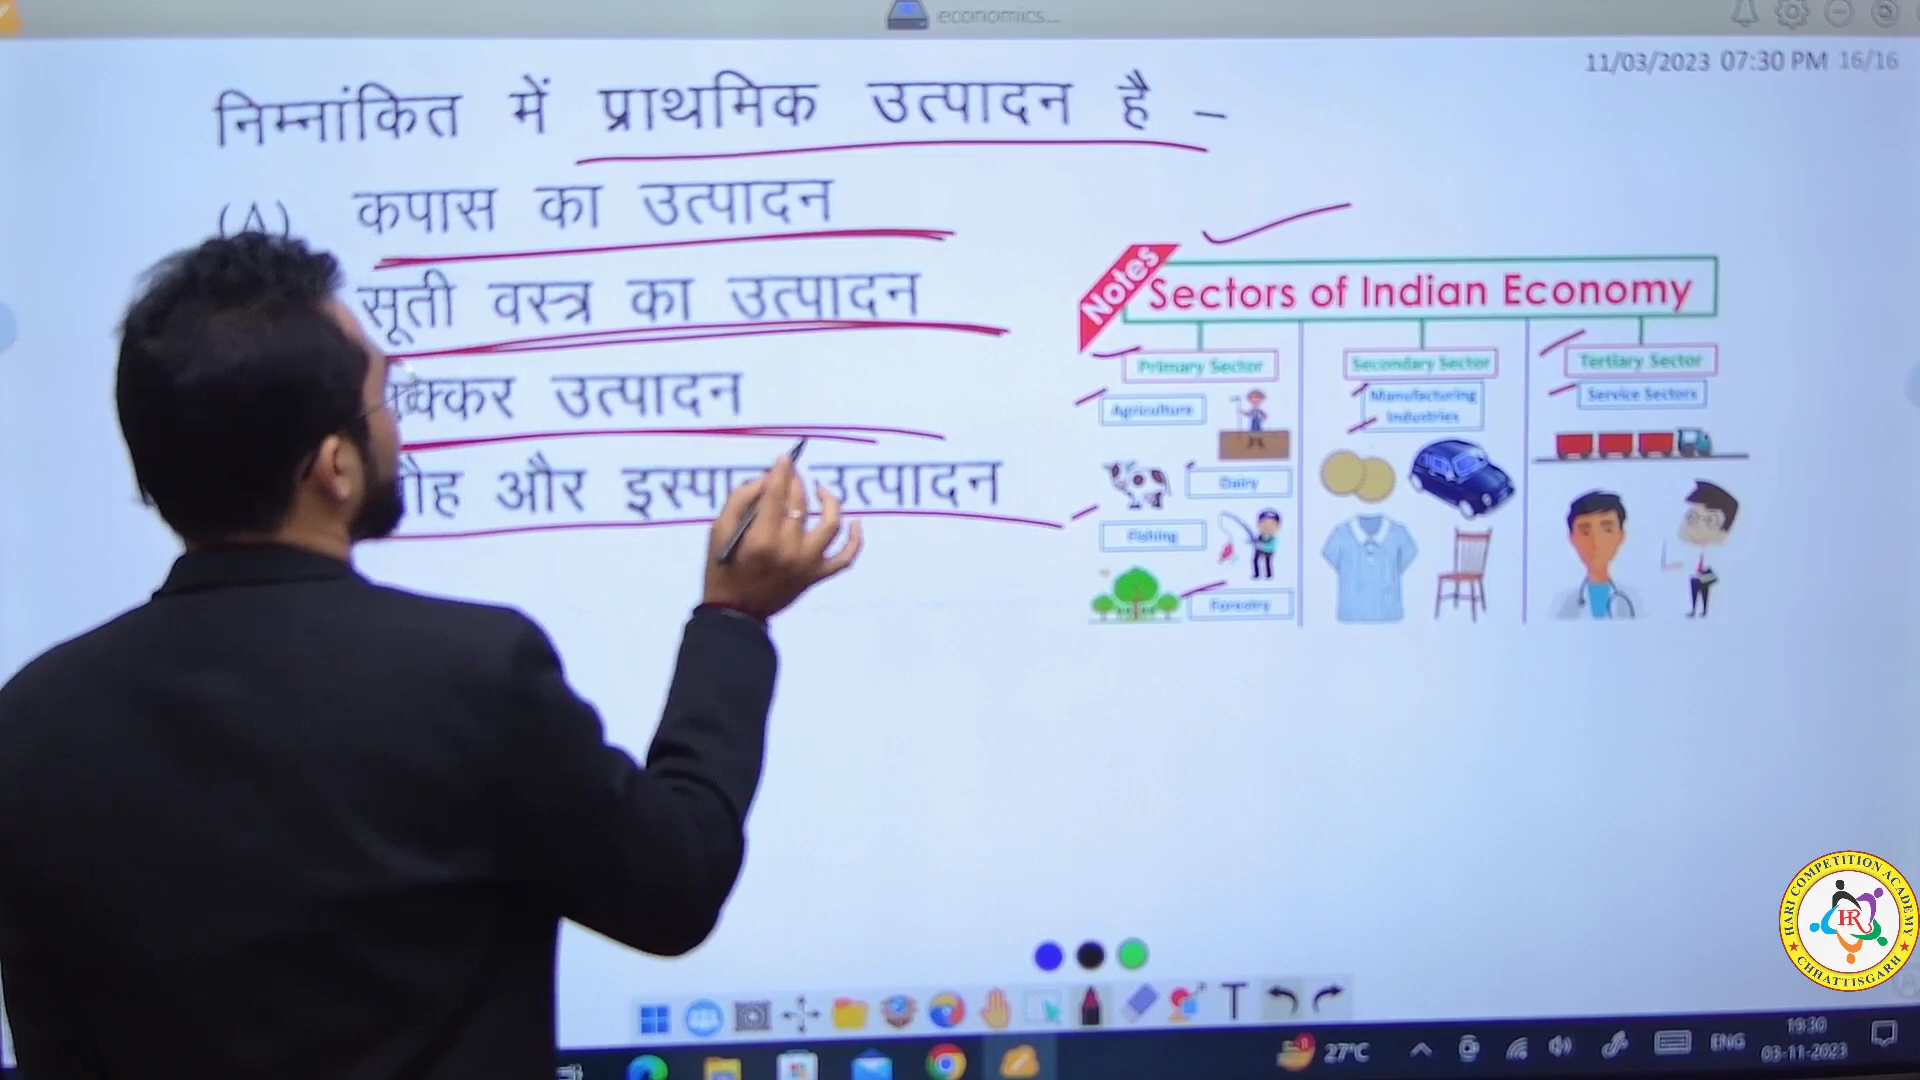 economics...
11/03/2023 07:30 PM 16/16
निम्नांकित में प्राथमिक उत्पादन है –
(A) कपास का उत्पादन
सूती वस्त्र का उत्पादन
उत्पादन
और इस्पात उत्पादन
Notes
Sectors of Indian Economy
Primary Sector
Agriculture
Dairy
Fishing
Forestry
Secondary Sector
Manufacturing
Industries
Tertiary Sector
Service Sectors
HARI COMPETITION ACADEMY
HR
CHHATTISGARH
T
27°C
ENG
19:30
03-11-2023